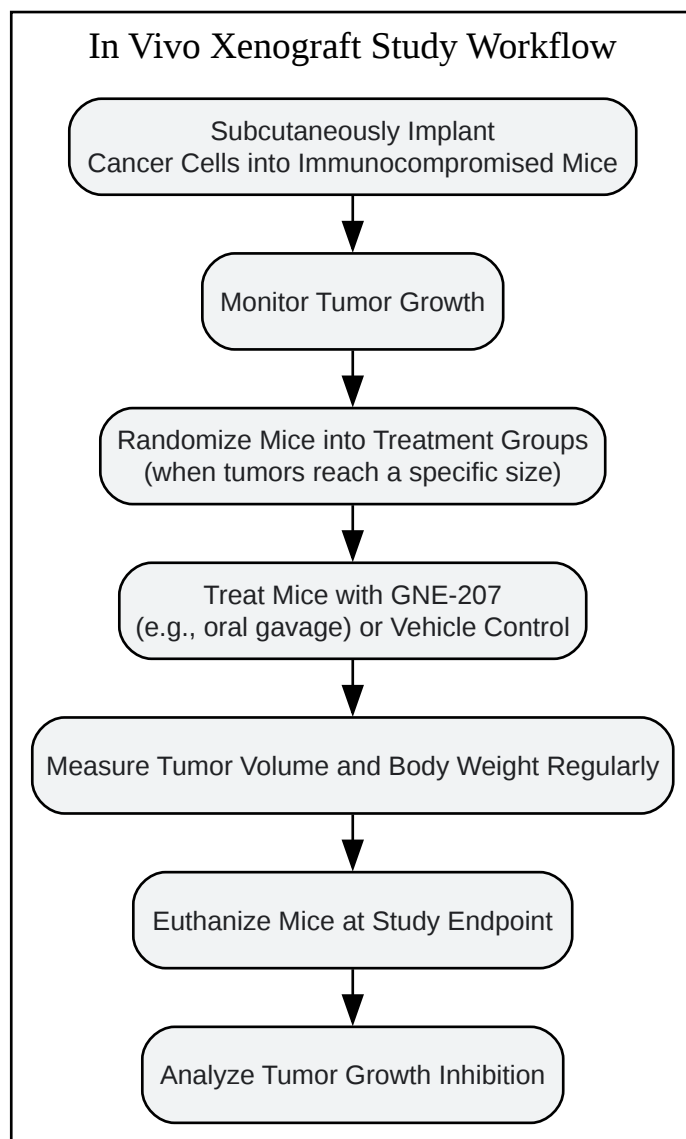 In Vivo Xenograft Study Workflow
Subcutaneously Implant
Cancer Cells into Immunocompromised Mice
Monitor Tumor Growth
Randomize Mice into Treatment Groups
(when tumors reach a specific size)
Treat Mice with GNE-207
(e.g., oral gavage) or Vehicle Control
Measure Tumor Volume and Body Weight Regularly
Euthanize Mice at Study Endpoint
Analyze Tumor Growth Inhibition